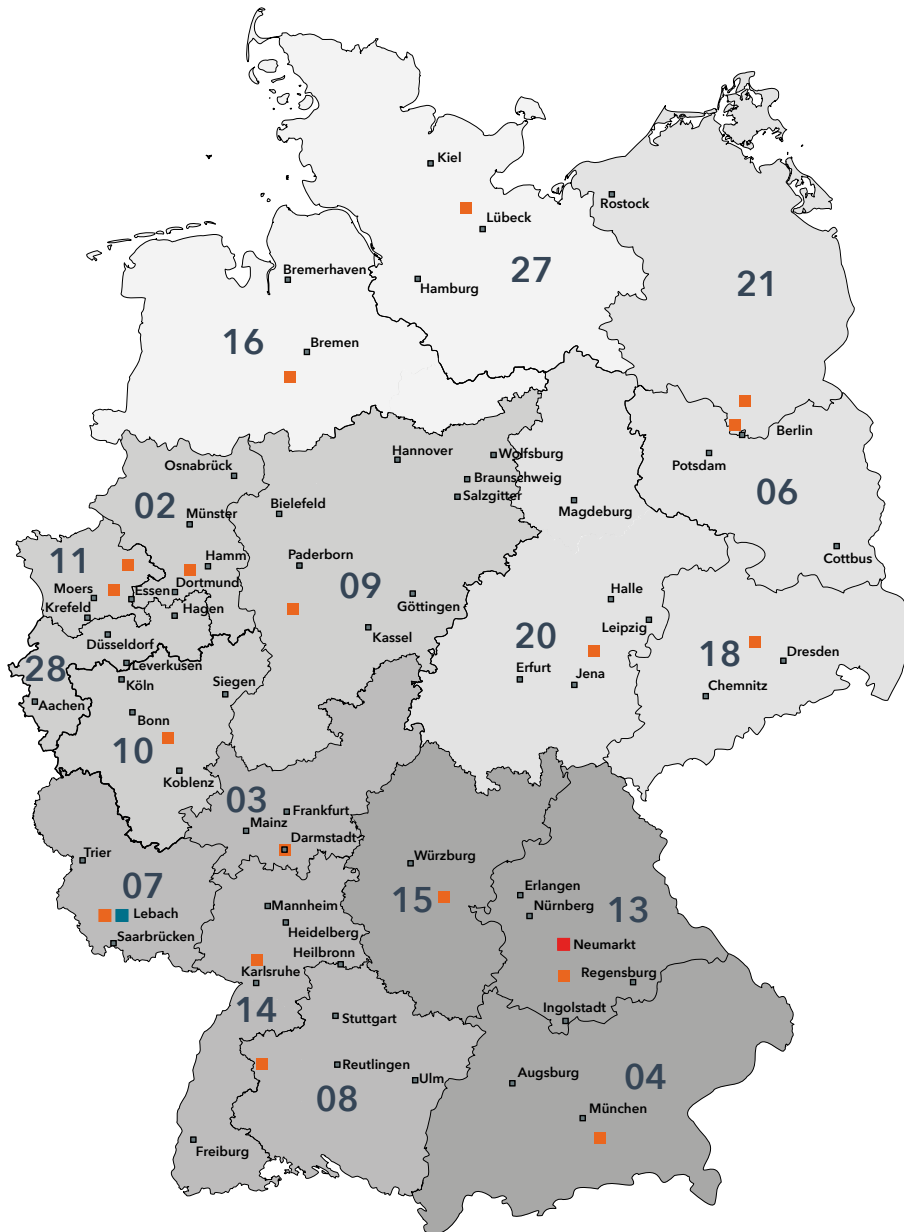 Kiel
Rostock
Lübeck
27
Bremerhaven
Hamburg
21
16
Bremen
Berlin
Hannover
Wolfsburg
Potsdam
Osnabrück
Braunschweig
06
02
Salzgitter
Bielefeld
Magdeburg
Münster
Cottbus
11
Paderborn
Hamm
Moers
Essen
Dortmund
09
Halle
Krefeld
Hagen
Göttingen
Leipzig
Düsseldorf
Kassel
20
18
28
Leverkusen
Dresden
Köln
Siegen
Erfurt
Jena
Chemnitz
Aachen
Bonn
10
Koblenz
03
Frankfurt
Mainz
Darmstadt
Trier
Würzburg
07
15
Erlangen
Mannheim
13
Lebach
Nürnberg
Heidelberg
Saarbrücken
Neumarkt
Heilbronn
Karlsruhe
Regensburg
14
Ingolstadt
Stuttgart
Reutlingen
04
08
Ulm
Augsburg
München
Freiburg